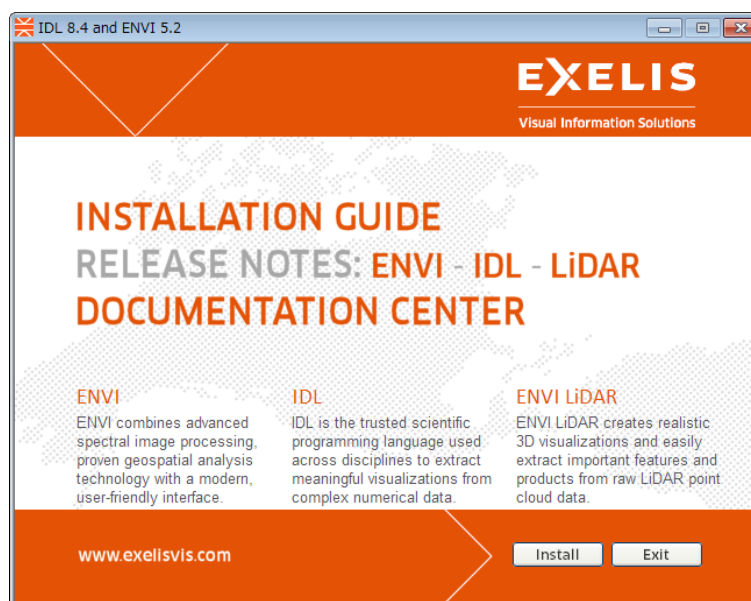 IDL 8.4 and ENVI 5.2
EXELIS
Visual Information Solutions
INSTALLATION GUIDE
RELEASE NOTES: ENVI - IDL - LiDAR
DOCUMENTATION CENTER
ENVI
ENVI combines advanced
spectral image processing,
proven geospatial analysis
technology with a modern,
user-friendly interface.
IDL
IDL is the trusted scientific
programming language used
across disciplines to extract
meaningful visualizations from
complex numerical data.
ENVI LiDAR
ENVI LiDAR creates realistic
3D visualizations and easily
extract important features and
products from raw LiDAR point
cloud data.
www.exelisvis.com
Install
Exit